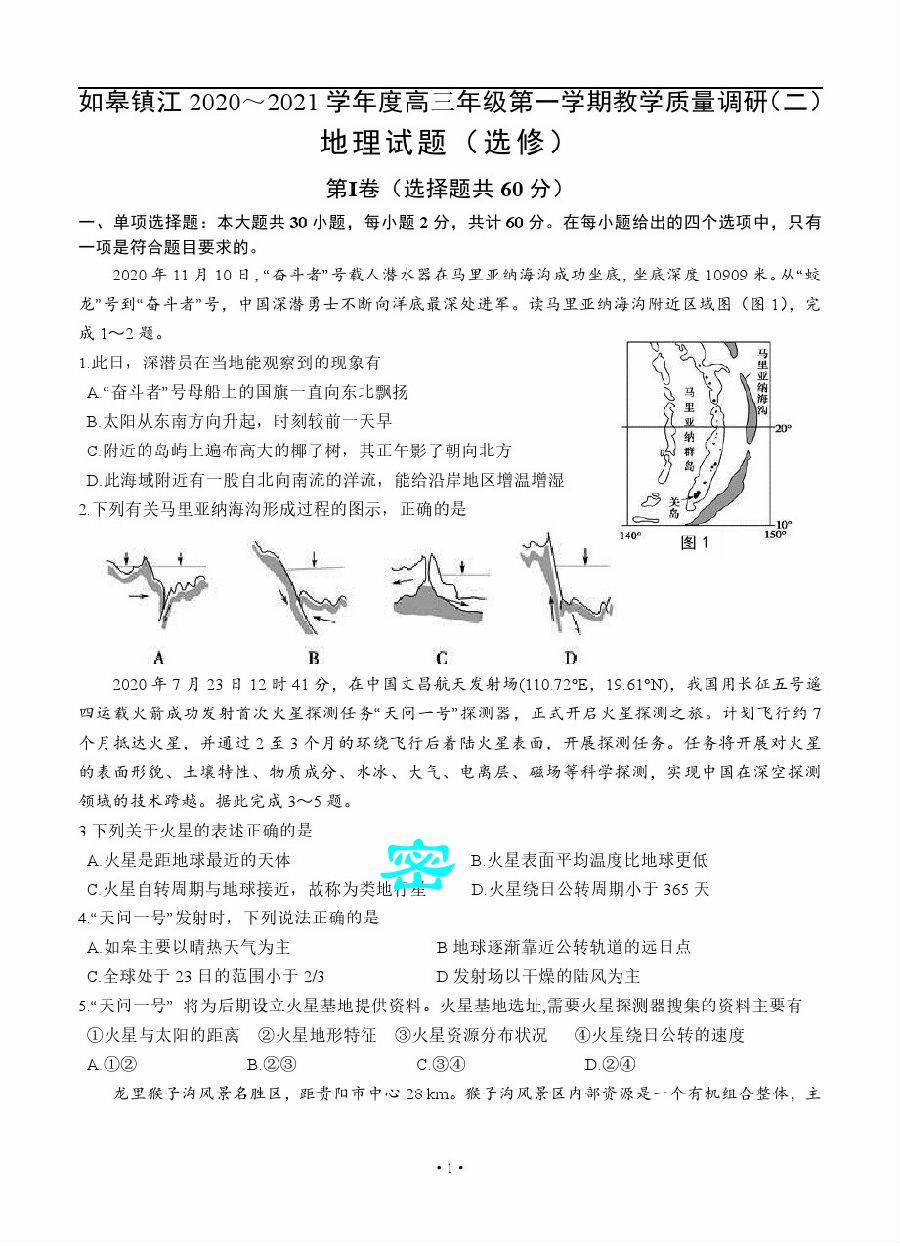 如皋镇江 2020～2021 学年度高三年级第一学期教学质量调研(二)
地理试题（选修）
第I卷（选择题共 60 分）
一、单项选择题：本大题共 30 小题，每小题 2 分，共计 60 分。在每小题给出的四个选项中，只有
一项是符合题目要求的。
2020 年 11 月 10 日，“奋斗者”号载人潜水器在马里亚纳海沟成功坐底，坐底深度 10909 米。从“蛟
龙”号到“奋斗者”号，中国深潜勇士不断向洋底最深处进军。读马里亚纳海沟附近区域图（图 1），完
成 1～2 题。
1.此日，深潜员在当地能观察到的现象有
A.“奋斗者”号母船上的国旗一直向东北飘扬
B.太阳从东南方向升起，时刻较前一天早
C.附近的岛屿上遍布高大的椰了树，其正午影了朝向北方
D.此海域附近有一股自北向南流的洋流，能给沿岸地区增温增湿
2.下列有关马里亚纳海沟形成过程的图示，正确的是
马里亚纳海沟
马里亚纳群岛
20°
关岛
10°
140°
150°
图 1
A B C D
2020 年 7 月 23 日 12 时 41 分，在中国文昌航天发射场(110.72°E，19.61°N)，我国用长征五号遥
四运载火箭成功发射首次火星探测任务“天问一号”探测器，正式开启火星探测之旅。计划飞行约 7
个月抵达火星，并通过 2 至 3 个月的环绕飞行后着陆火星表面，开展探测任务。任务将开展对火星
的表面形貌、土壤特性、物质成分、水冰、大气、电离层、磁场等科学探测，实现中国在深空探测
领域的技术跨越。据此完成 3～5 题。
3 下列关于火星的表述正确的是
A.火星是距地球最近的天体 B.火星表面平均温度比地球更低
密
C.火星自转周期与地球接近，故称为类地行星 D.火星绕日公转周期小于 365 天
4.“天问一号”发射时，下列说法正确的是
A.如皋主要以晴热天气为主 B 地球逐渐靠近公转轨道的远日点
C.全球处于 23 日的范围小于 2/3 D 发射场以干燥的陆风为主
5.“天问一号” 将为后期设立火星基地提供资料。火星基地选址,需要火星探测器搜集的资料主要有
①火星与太阳的距离 ②火星地形特征 ③火星资源分布状况 ④火星绕日公转的速度
A.①② B.②③ C.③④ D.②④
龙里猴子沟风景名胜区，距贵阳市中心 28 km。猴子沟风景区内部资源是一个有机组合整体，主
·1·